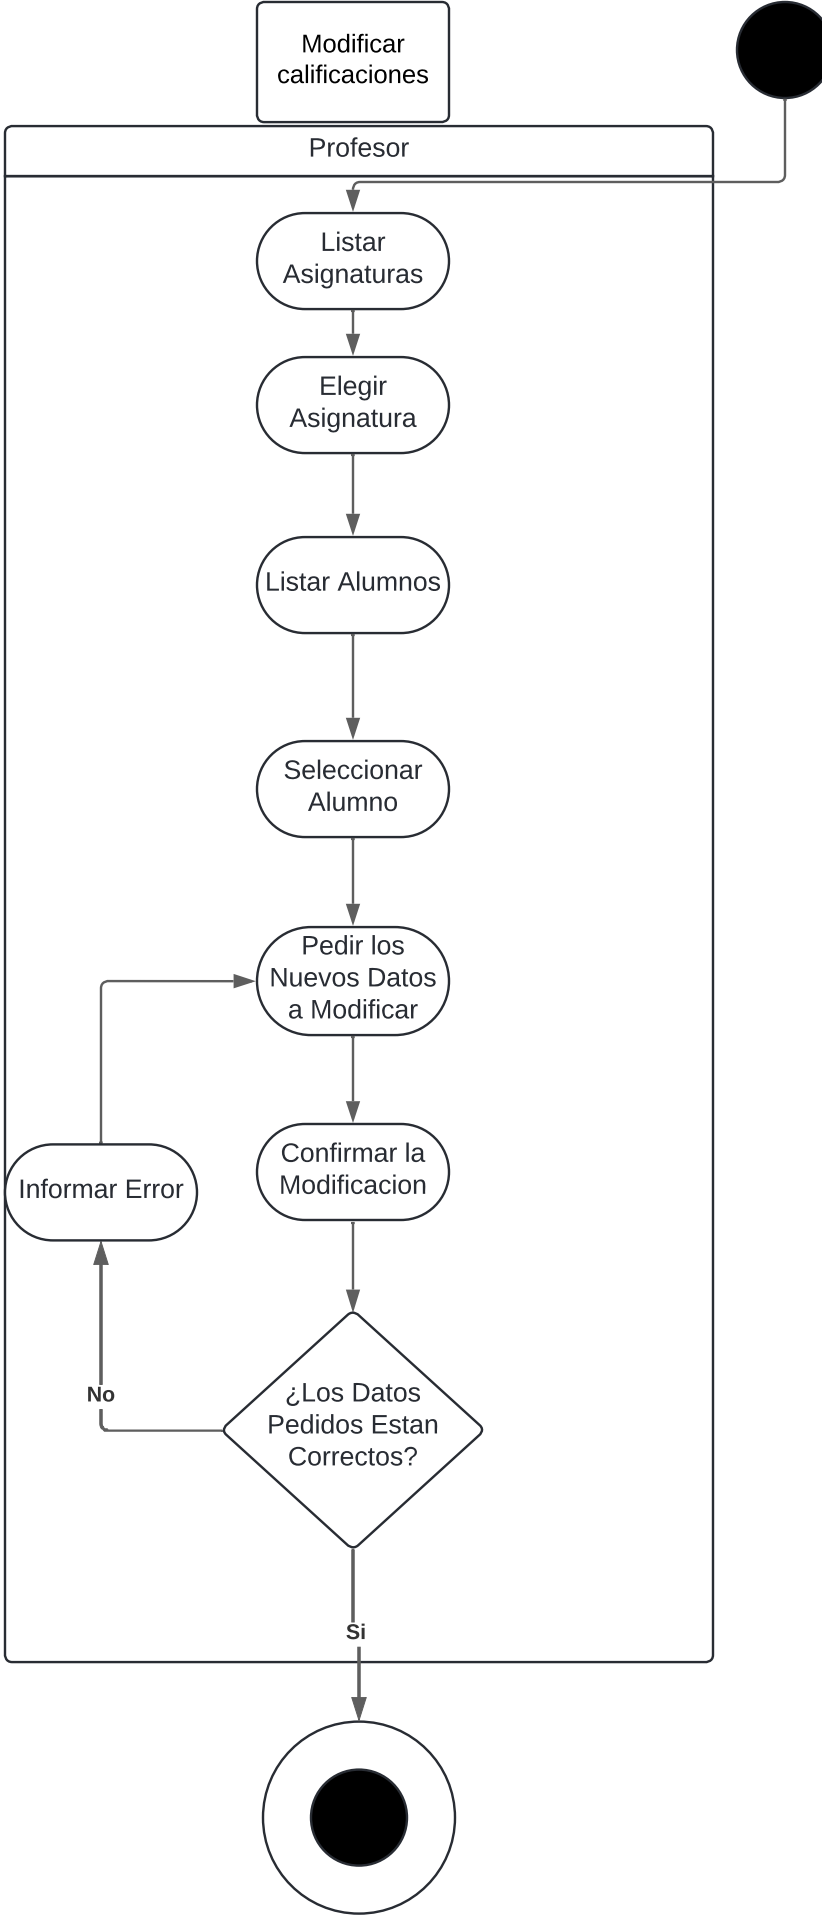 Modificar
calificaciones
Profesor
Listar
Asignaturas
Elegir
Asignatura
Listar Alumnos
Seleccionar
Alumno
Pedir los
Nuevos Datos
a Modificar
Confirmar la
Modificacion
Informar Error
No
¿Los Datos
Pedidos Estan
Correctos?
Si